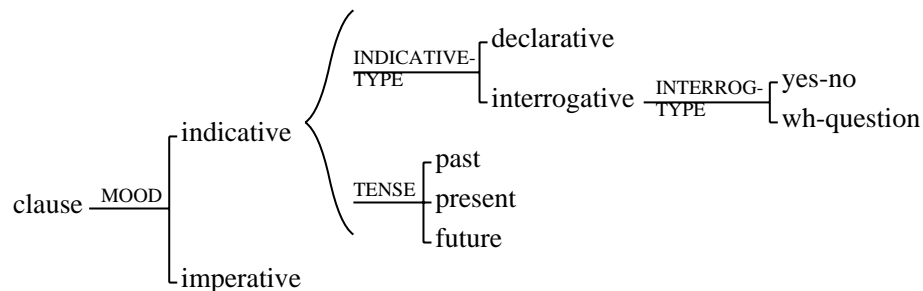 declarative
INDICATIVE-
TYPE
interrogative
INTERROG-
TYPE
yes-no
wh-question
indicative
past
TENSE
present
future
clause
MOOD
imperative